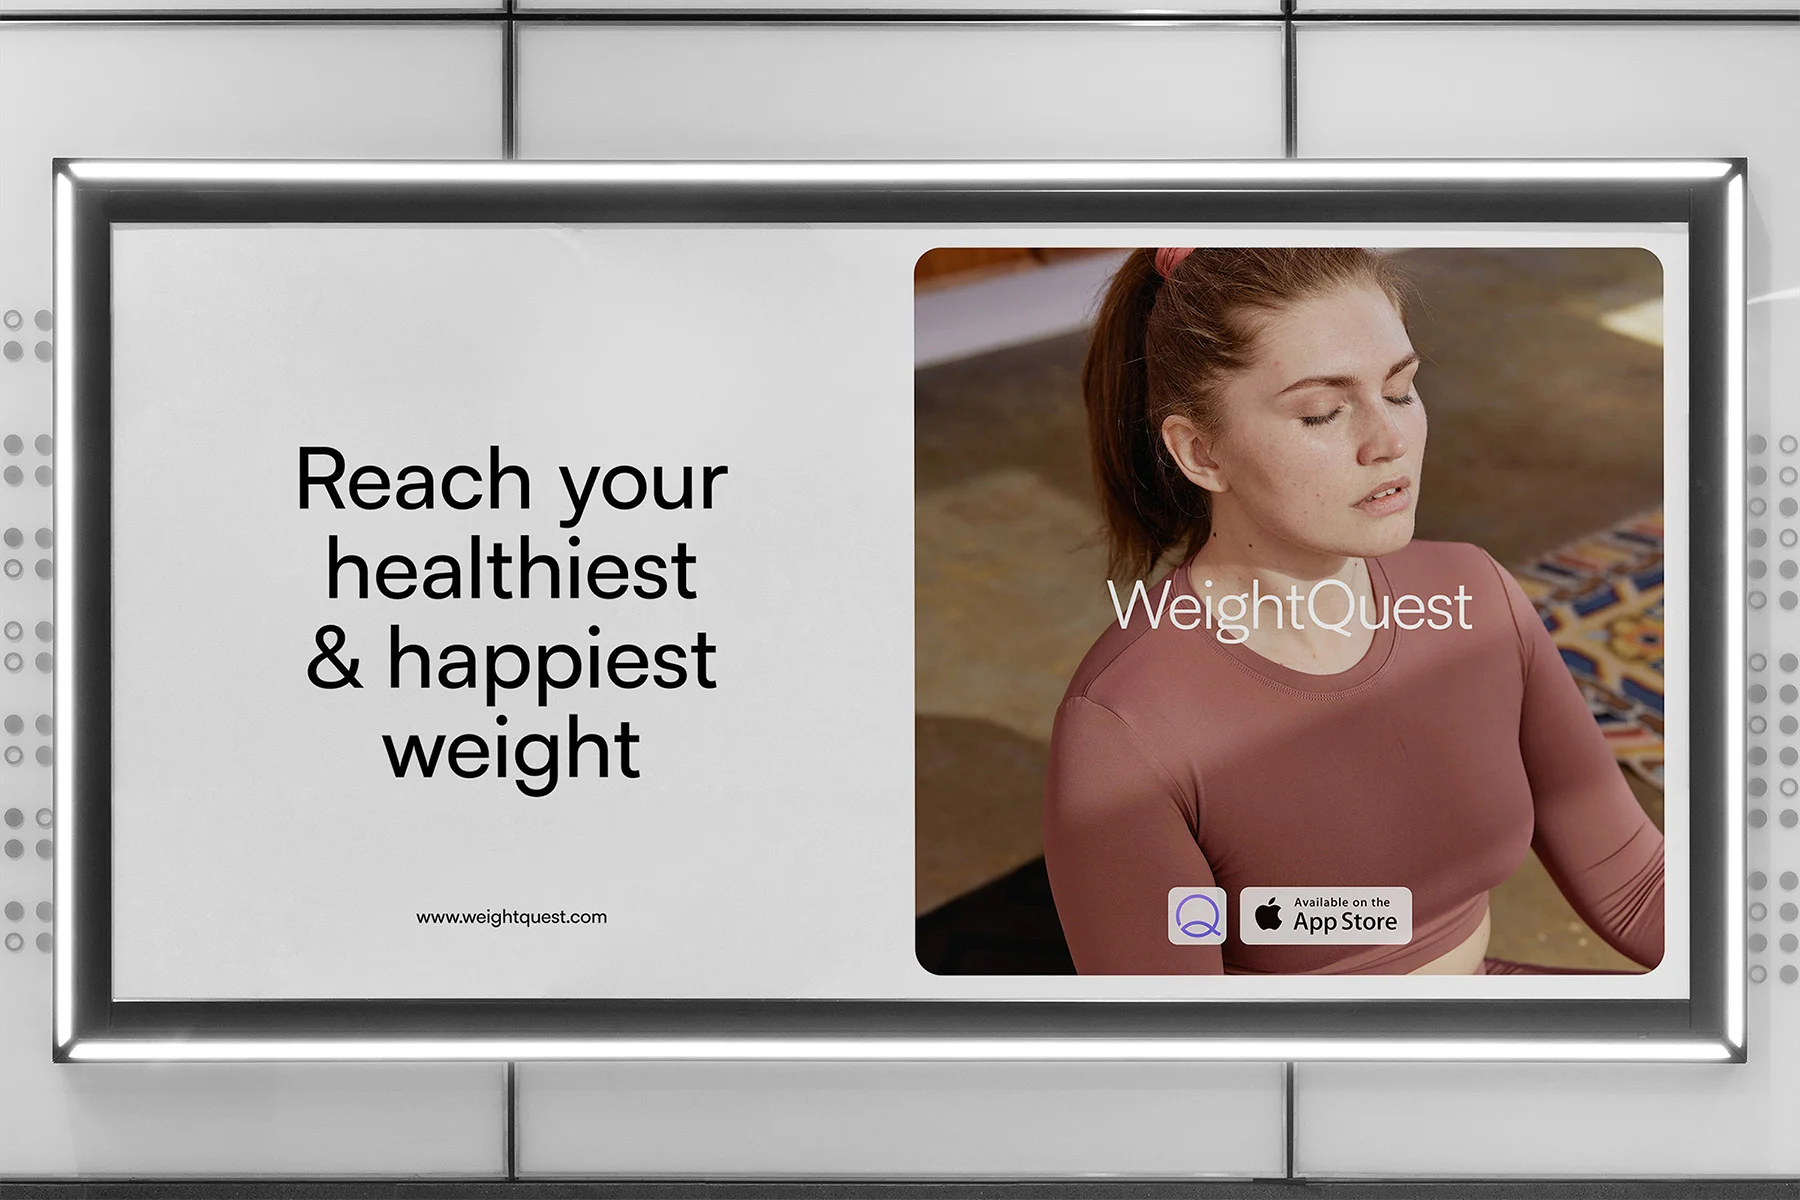 Reach your
healthiest
& happiest
weight
www.weightquest.com
WeightQuest
Available on the
App Store